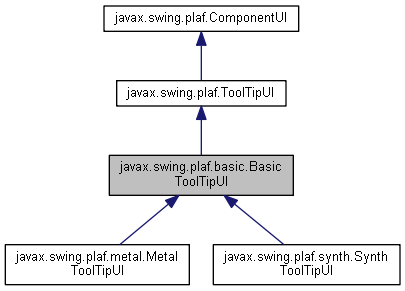 javax.swing.plaf.ComponentUI
javax.swing.plaf.ToolTipUI
javax.swing.plaf.basic.Basic
ToolTipUI
javax.swing.plaf.metal.Metal
ToolTipUI
javax.swing.plaf.synth.Synth
ToolTipUI